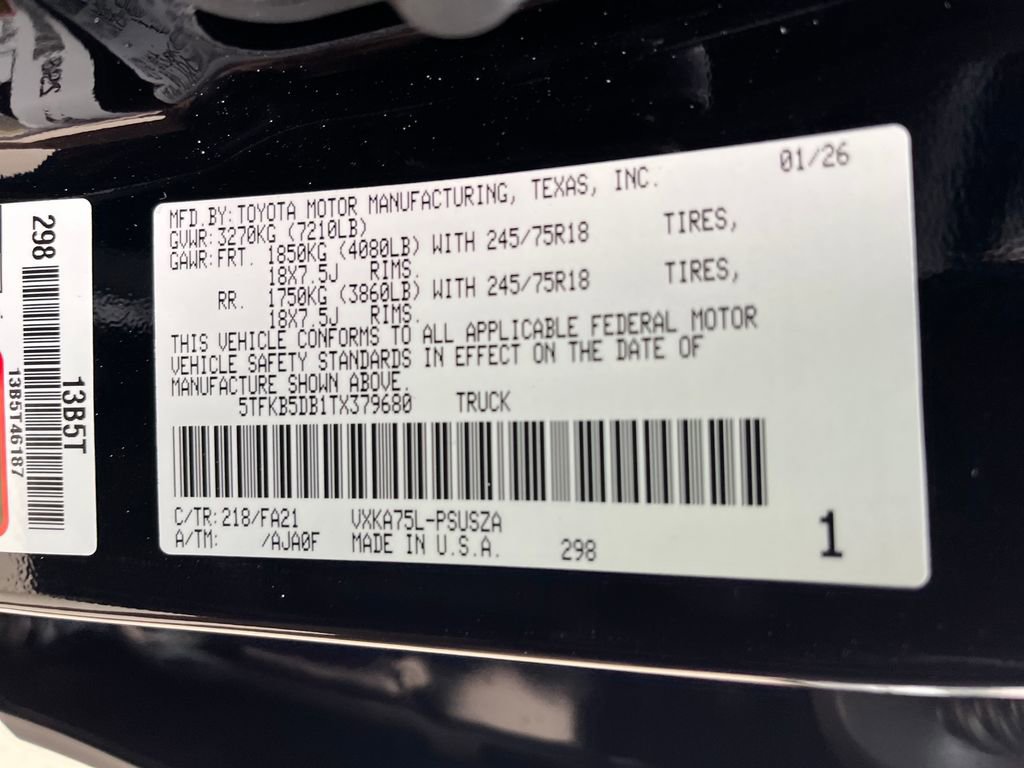 298
13B5T
13B5T46187
01/26
MFD.BY:TOYOTA MOTOR MANUFACTURING, TEXAS, INC.
GVWR:3270KG (7210LB)
GAWR:FRT. 1850KG (4080LB) WITH 245/75R18 TIRES,
18X7.5J RIMS.
RR. 1750KG (3860LB) WITH 245/75R18 TIRES,
18X7.5J RIMS.
THIS VEHICLE CONFORMS TO ALL APPLICABLE FEDERAL MOTOR
VEHICLE SAFETY STANDARDS IN EFFECT ON THE DATE OF
MANUFACTURE SHOWN ABOVE.
5TFKB5DB1TX379680 TRUCK
C/TR:218/FA21 VXKA75L-PSUSZA
A/TM: /AJA0F MADE IN U.S.A. 298
1